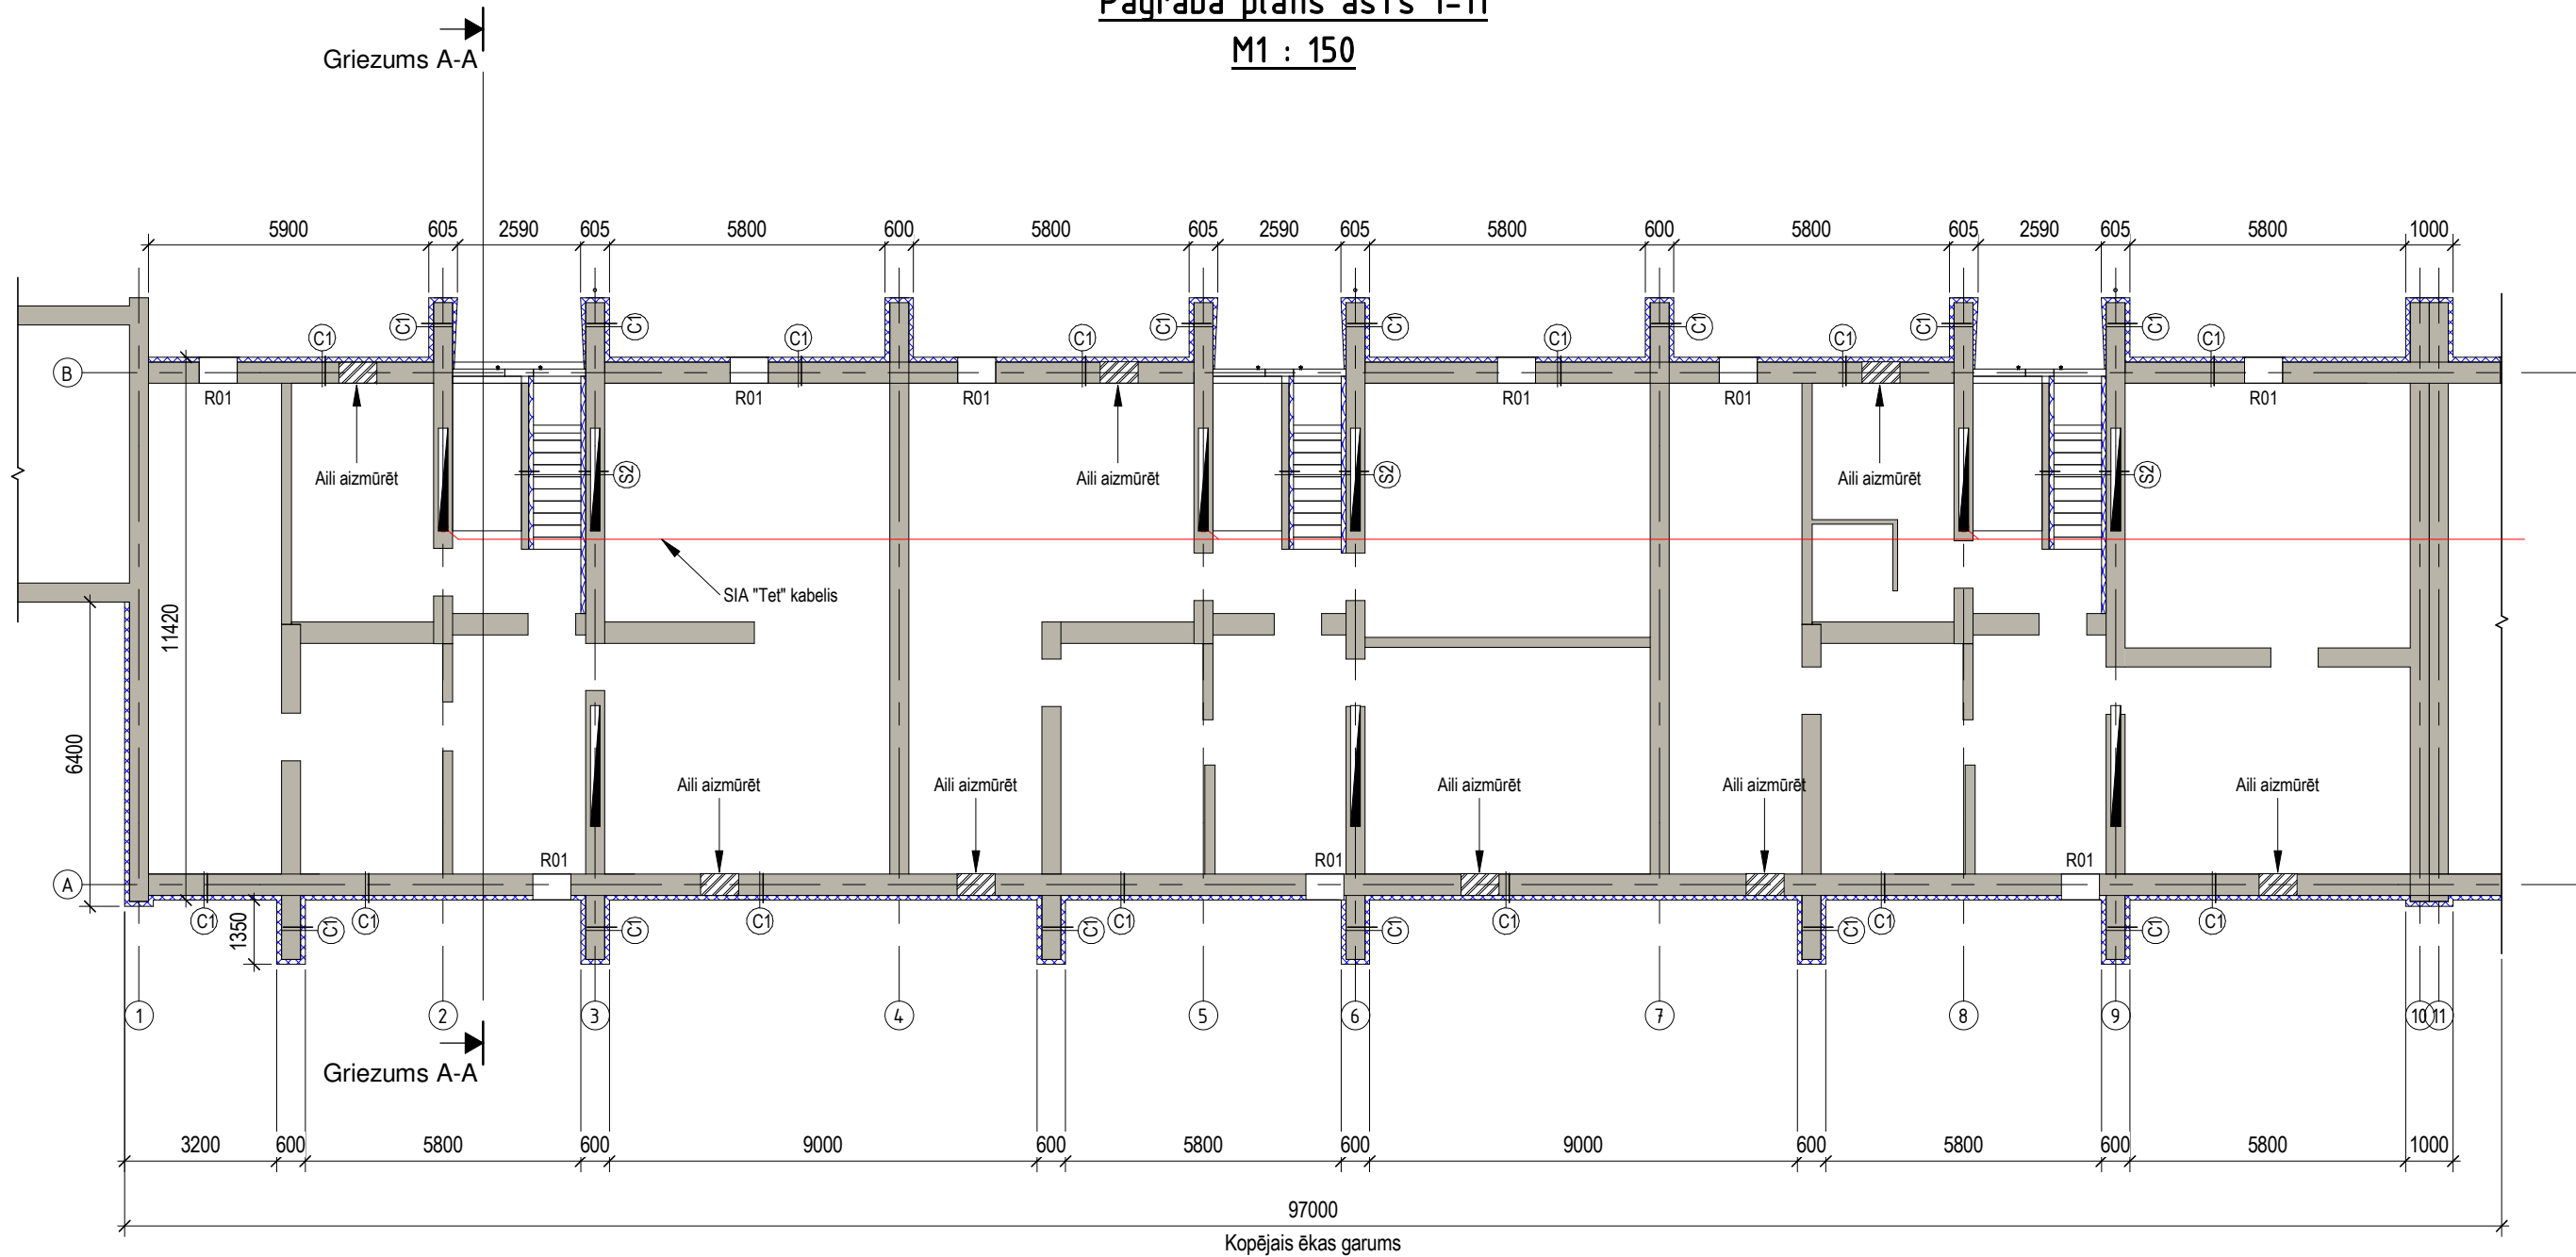 Pagraba plāns asīs 1-11
M1 : 150
Griezums A-A
5900 605 2590 605 5800 600 5800 605 2590 605 5800 600 5800 605 2590 605 5800 1000
C1 C1 C1 C1 C1 C1 C1 C1 C1 C1 C1 C1 C1
B
R01 R01 R01 R01 R01 R01
Aili aizmūrēt Aili aizmūrēt Aili aizmūrēt
S2 S2 S2
SIA "Tet" kabelis
11420
6400
Aili aizmūrēt Aili aizmūrēt Aili aizmūrēt Aili aizmūrēt Aili aizmūrēt
R01 R01 R01
A
C1 C1 C1 C1 C1 C1 C1 C1 C1 C1 C1 C1 C1
1350
1 2 3 4 5 6 7 8 9 10 11
Griezums A-A
3200 600 5800 600 9000 600 5800 600 9000 600 5800 600 5800 1000
97000
Kopējais ēkas garums